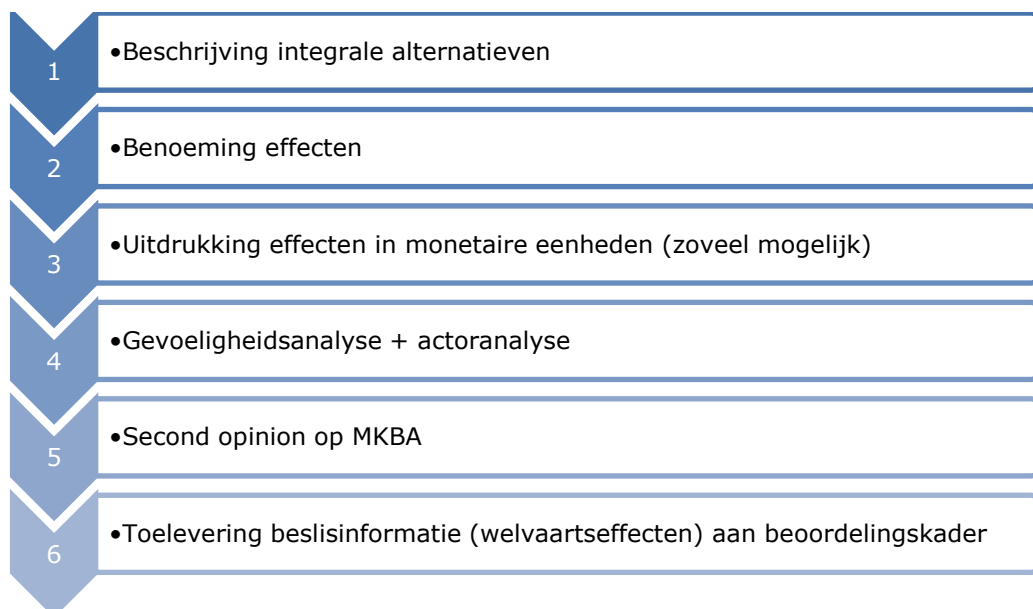 1
•Beschrijving integrale alternatieven
2
•Benoeming effecten
3
•Uitdrukking effecten in monetaire eenheden (zoveel mogelijk)
4
•Gevoeligheidsanalyse + actoranalyse
5
•Second opinion op MKBA
6
•Toelevering beslisinformatie (welvaartseffecten) aan beoordelingskader